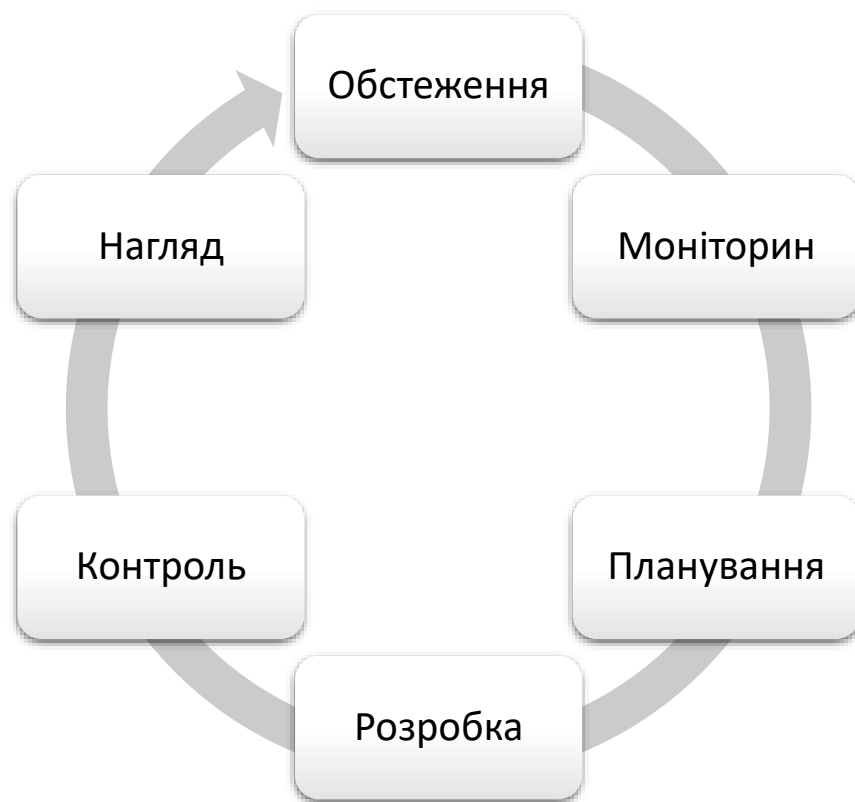 Обстеження
Моніторин
Планування
Розробка
Контроль
Нагляд